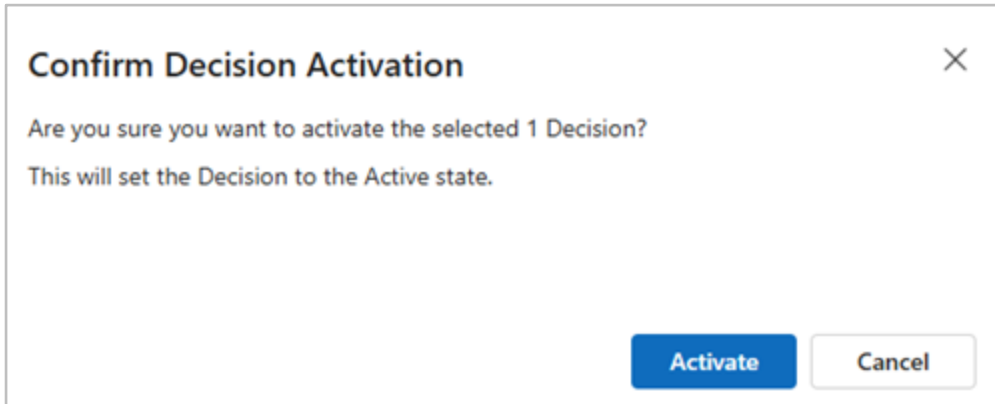 Confirm Decision Activation
Are you sure you want to activate the selected 1 Decision?
This will set the Decision to the Active state.
Activate Cancel